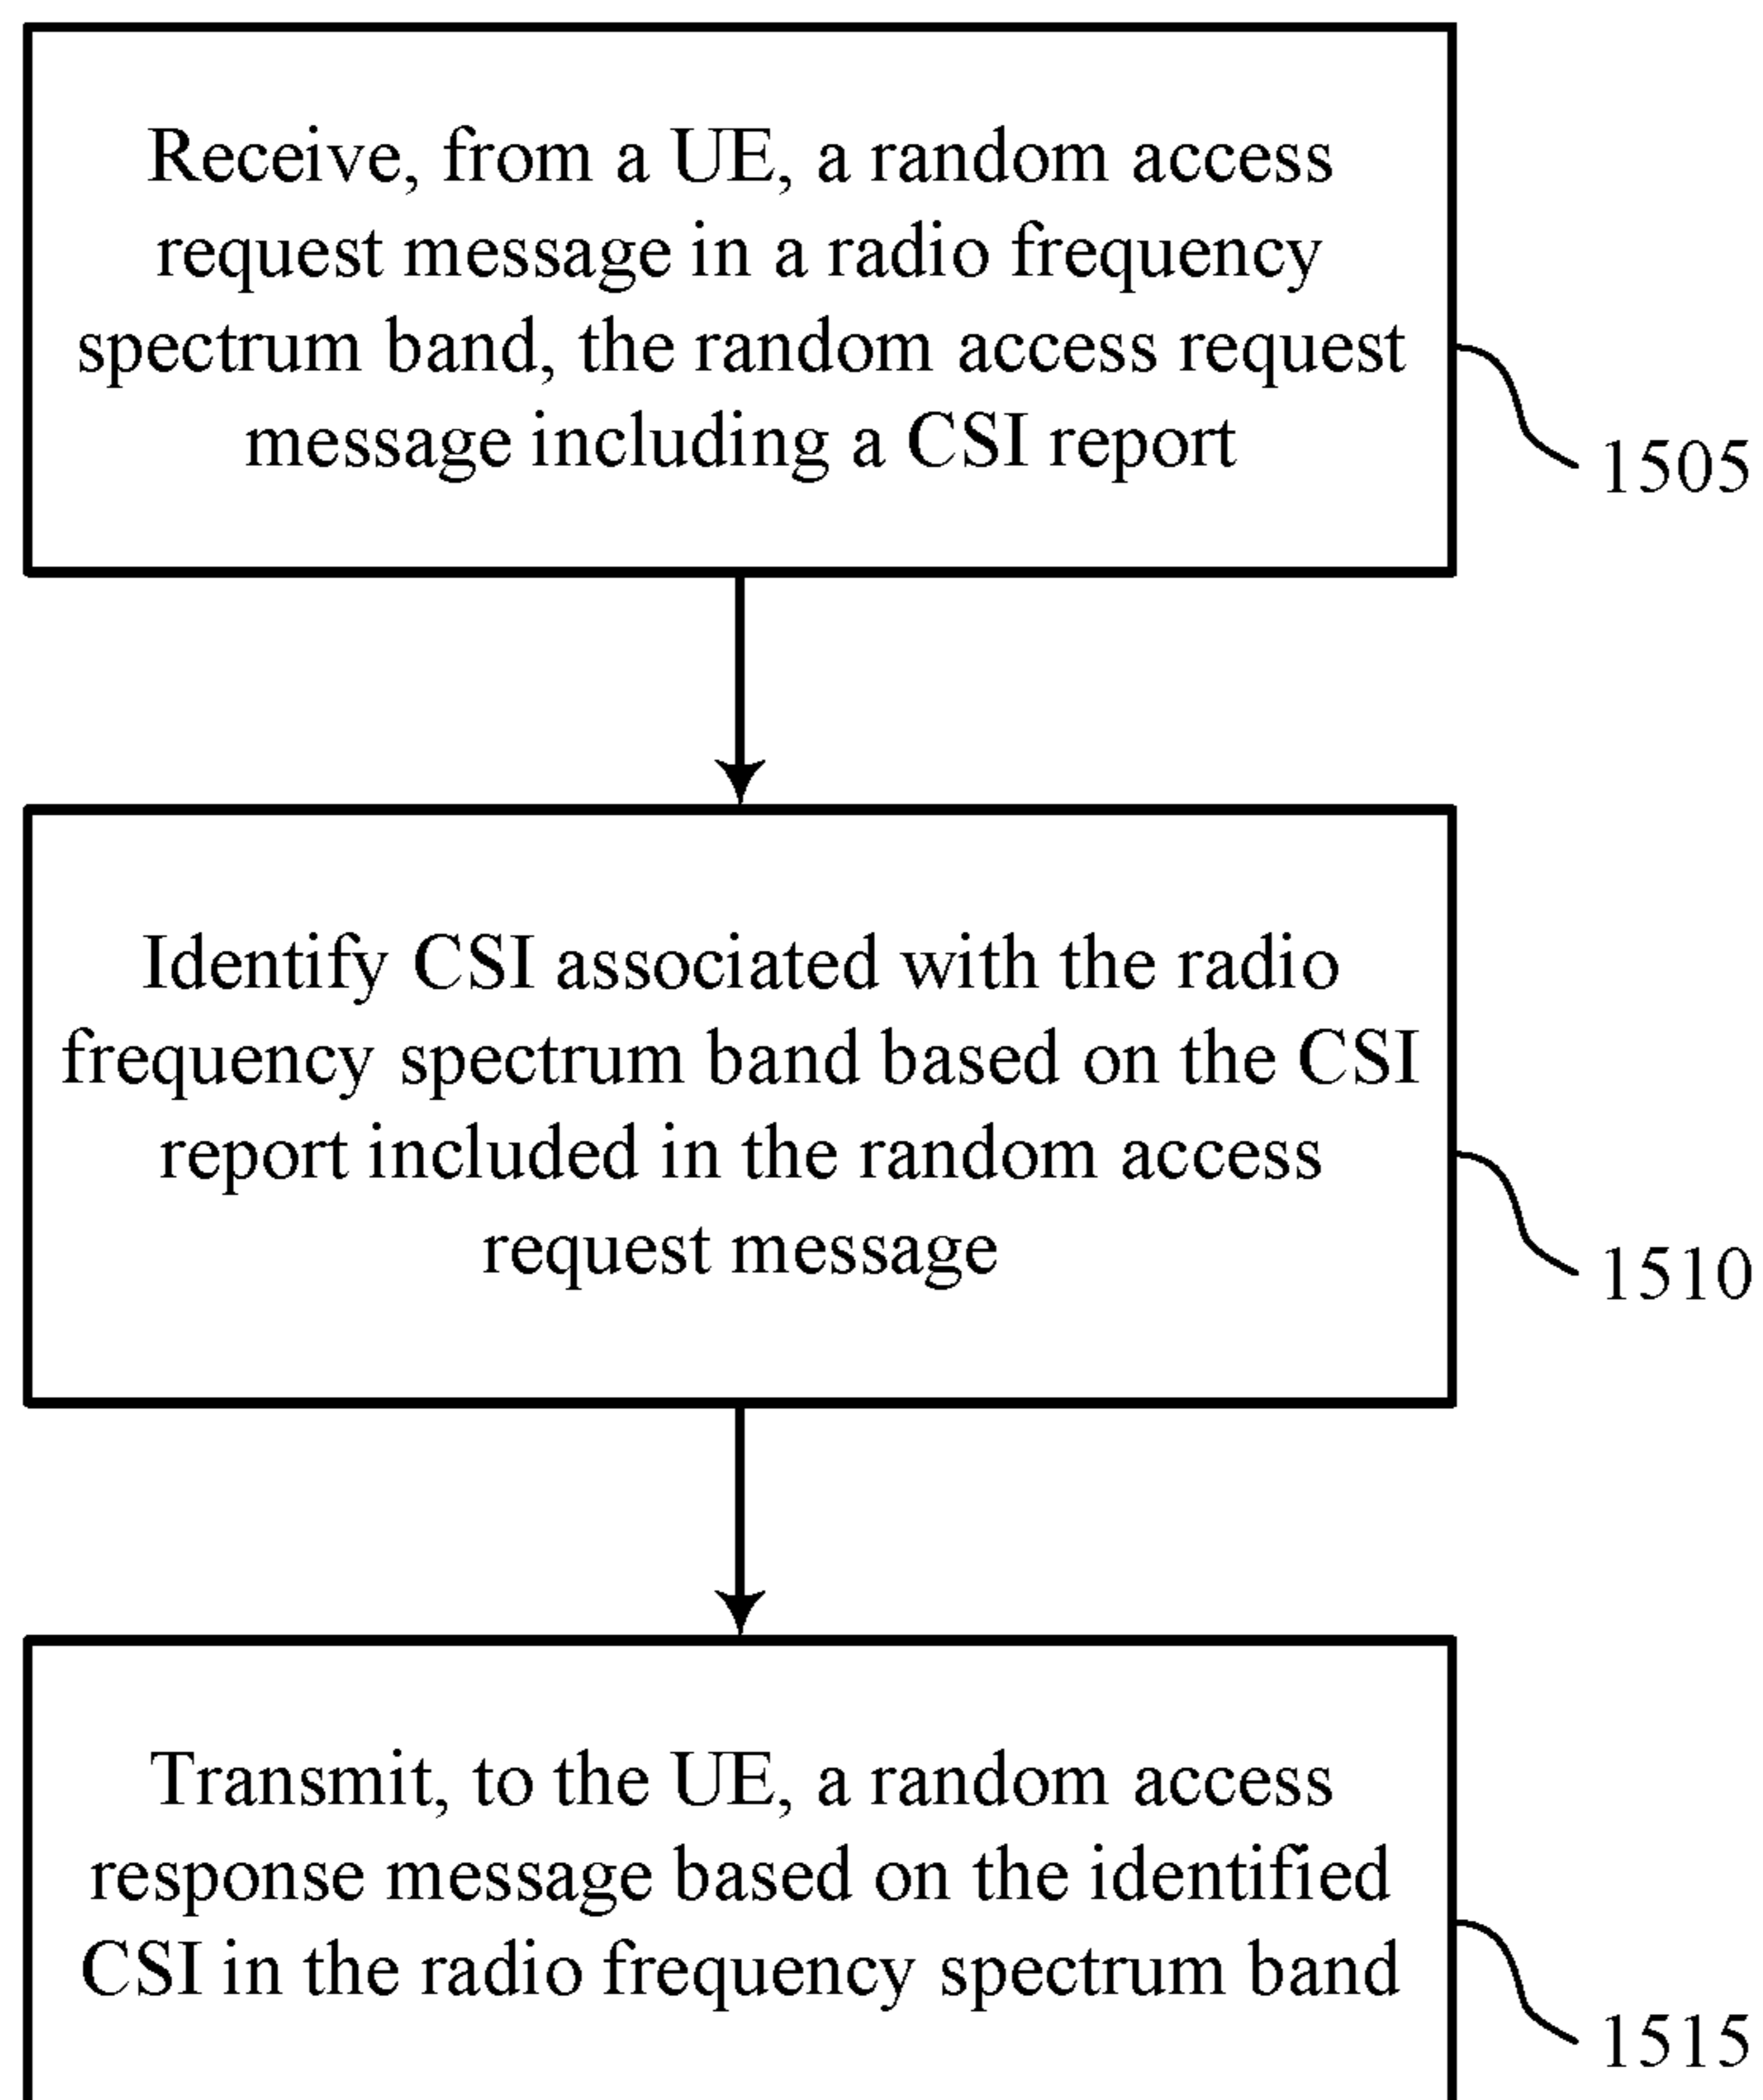 Receive, from a UE, a random access
request message in a radio frequency
spectrum band, the random access request
message including a CSI report
1505
Identify CSI associated with the radio
frequency spectrum band based on the CSI
report included in the random access
request message
1510
Transmit, to the UE, a random access
response message based on the identified
CSI in the radio frequency spectrum band
1515